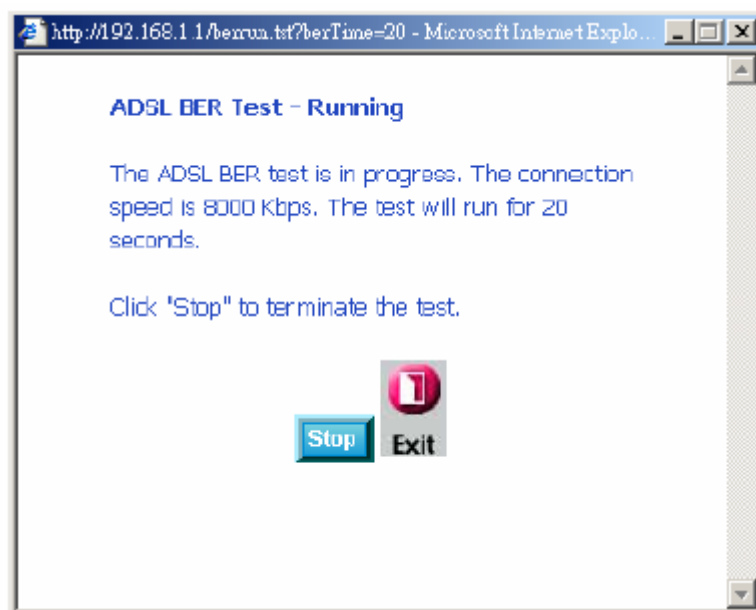 http://192.168.1.1/berrun.tst?berTime=20 - Microsoft Internet Explo...
ADSL BER Test - Running
The ADSL BER test is in progress. The connection
speed is 8000 Kbps. The test will run for 20
seconds.
Click "Stop" to terminate the test.
Stop
Exit